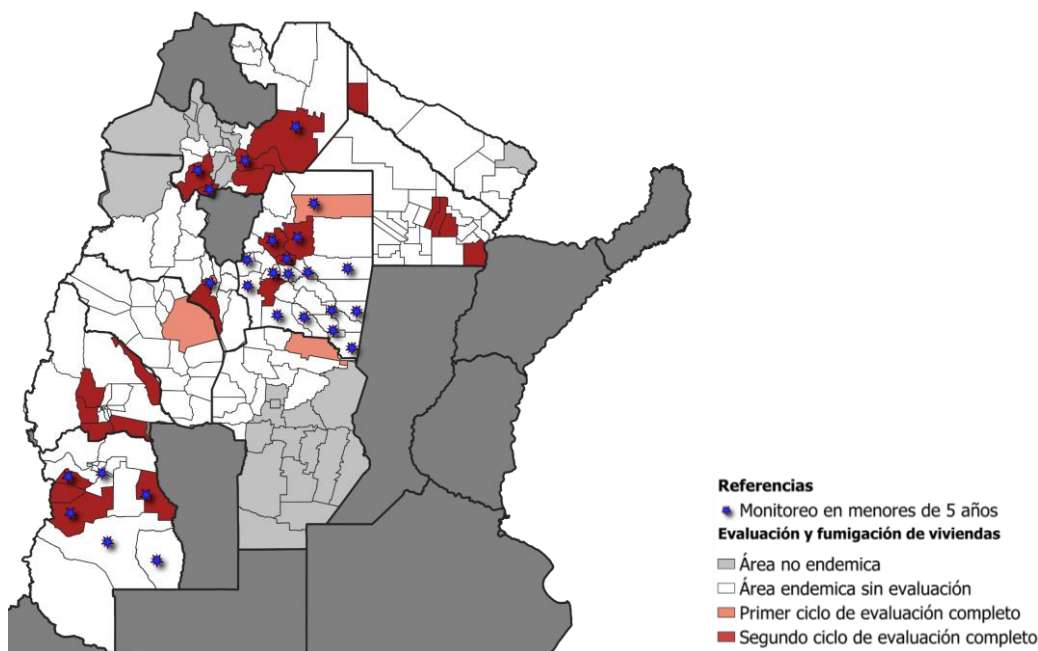 Referencias
Monitoreo en menores de 5 años
Evaluación y fumigación de viviendas
Área no endemica
Área endemica sin evaluación
Primer ciclo de evaluación completo
Segundo ciclo de evaluación completo